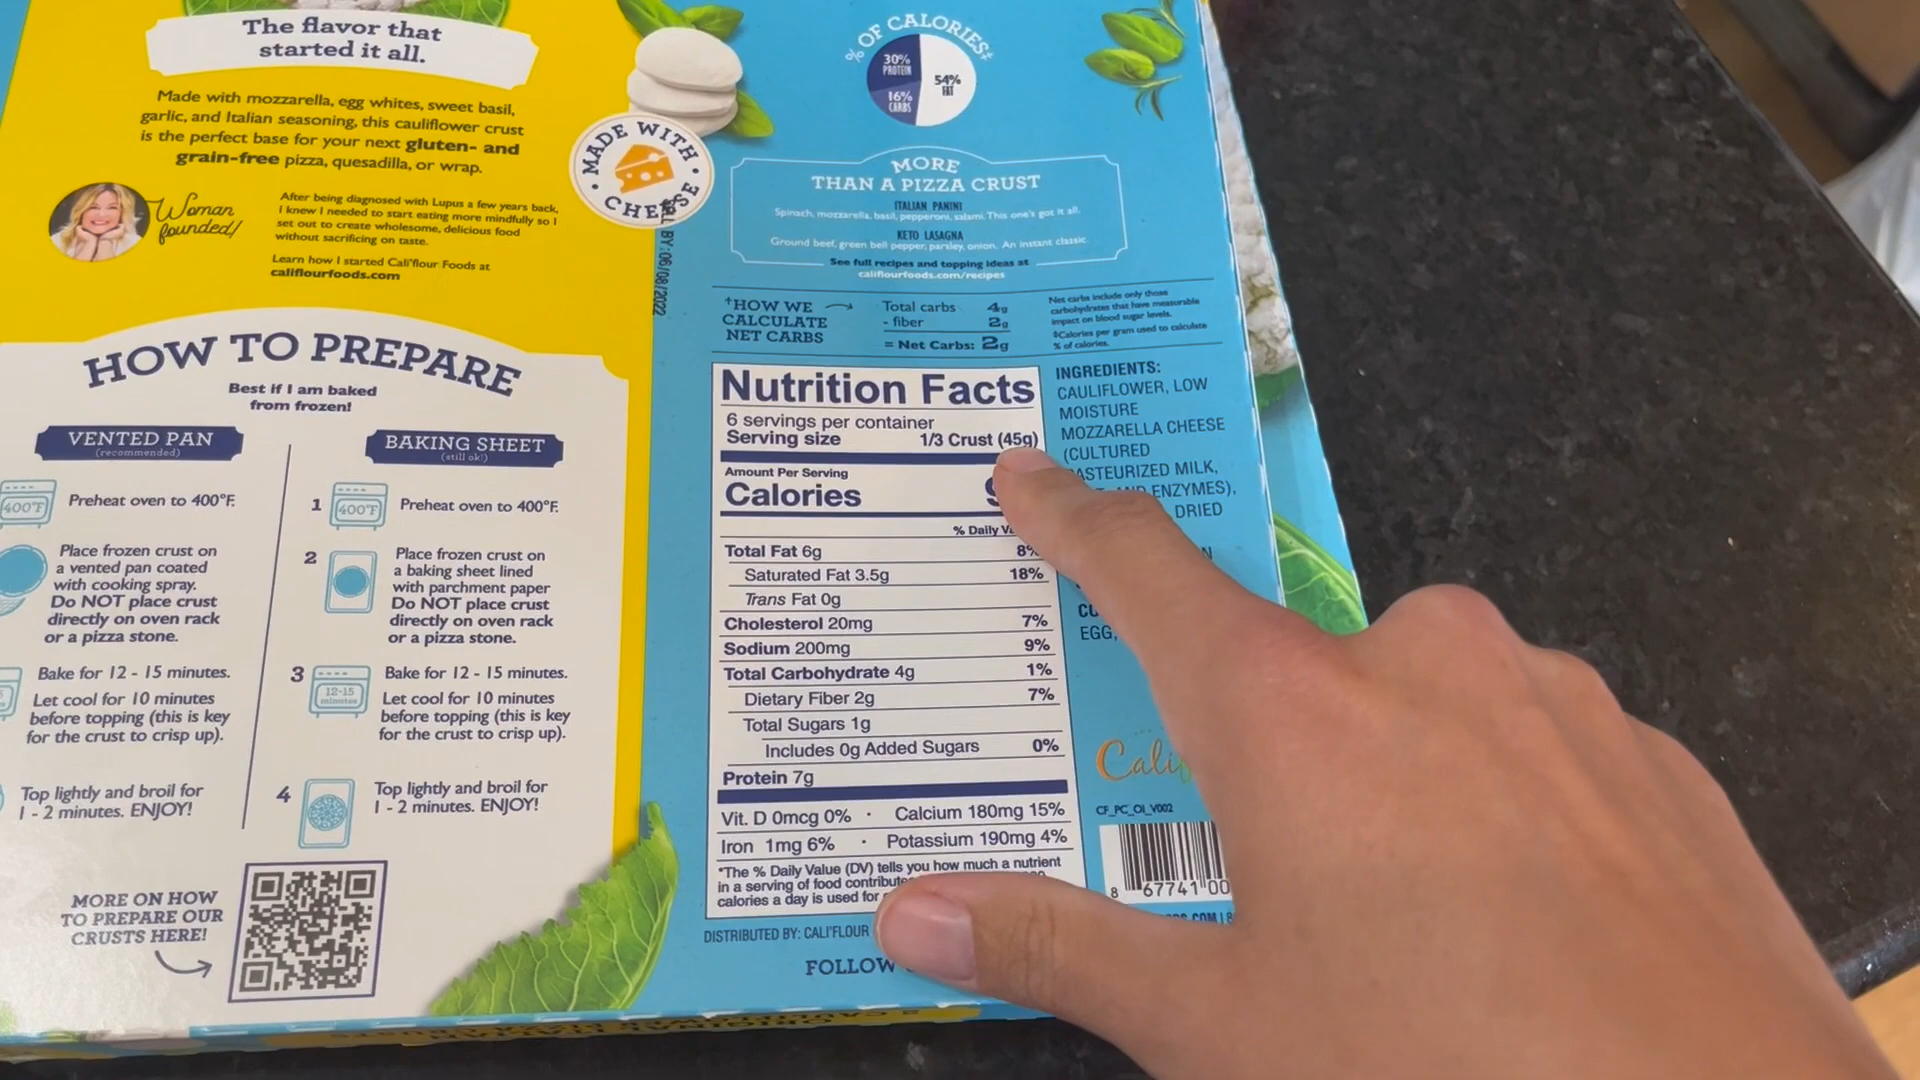 The flavor that
started it all.
Made with mozzarella, egg whites, sweet basil,
garlic, and Italian seasoning, this cauliflower crust
is the perfect base for your next gluten- and
grain-free pizza, quesadilla, or wrap.
Woman
founded!
After being diagnosed with Lupus a few years back,
I knew I needed to start eating more mindfully so I
set out to create wholesome, delicious food
without sacrificing on taste.
Learn how I started Cali'flour Foods at
califlourfoods.com
MADE WITH
CHEESE
BY:06/08/2022
HOW TO PREPARE
Best if I am baked
from frozen!
VENTED PAN
(recommended)
400°F
Preheat oven to 400°F.
Place frozen crust on
a vented pan coated
with cooking spray.
Do NOT place crust
directly on oven rack
or a pizza stone.
Bake for 12 - 15 minutes.
Let cool for 10 minutes
before topping (this is key
for the crust to crisp up).
Top lightly and broil for
1 - 2 minutes. ENJOY!
BAKING SHEET
(still ok!)
1
400°F
Preheat oven to 400°F.
2
Place frozen crust on
a baking sheet lined
with parchment paper
Do NOT place crust
directly on oven rack
or a pizza stone.
3
12-15
minutes
Bake for 12 - 15 minutes.
Let cool for 10 minutes
before topping (this is key
for the crust to crisp up).
4
Top lightly and broil for
1 - 2 minutes. ENJOY!
MORE ON HOW
TO PREPARE OUR
CRUSTS HERE!
% OF CALORIES‡
30%
PROTEIN
54%
FAT
16%
CARBS
MORE
THAN A PIZZA CRUST
ITALIAN PANINI
Spinach, mozzarella, basil, pepperoni, salami. This one's got it all.
KETO LASAGNA
Ground beef, green bell pepper, parsley, onion. An instant classic.
See full recipes and topping ideas at
califlourfoods.com/recipes
†HOW WE
CALCULATE
NET CARBS
Total carbs 4g
- fiber 2g
= Net Carbs: 2g
Net carbs include only those
carbohydrates that have measurable
impact on blood sugar levels.
‡Calories per gram used to calculate
% of calories.
Nutrition Facts
6 servings per container
Serving size 1/3 Crust (45g)
Amount Per Serving
Calories 9
% Daily Va
Total Fat 6g 8%
Saturated Fat 3.5g 18%
Trans Fat 0g
Cholesterol 20mg 7%
Sodium 200mg 9%
Total Carbohydrate 4g 1%
Dietary Fiber 2g 7%
Total Sugars 1g
Includes 0g Added Sugars 0%
Protein 7g
Vit. D 0mcg 0% • Calcium 180mg 15%
Iron 1mg 6% • Potassium 190mg 4%
*The % Daily Value (DV) tells you how much a nutrient
in a serving of food contribute
calories a day is used for
INGREDIENTS:
CAULIFLOWER, LOW
MOISTURE
MOZZARELLA CHEESE
(CULTURED
PASTEURIZED MILK,
AND ENZYMES),
DRIED
EGG,
Cali
CF_PC_OI_V002
8 67741 00
DISTRIBUTED BY: CALI'FLOUR
.COM | 8
FOLLOW